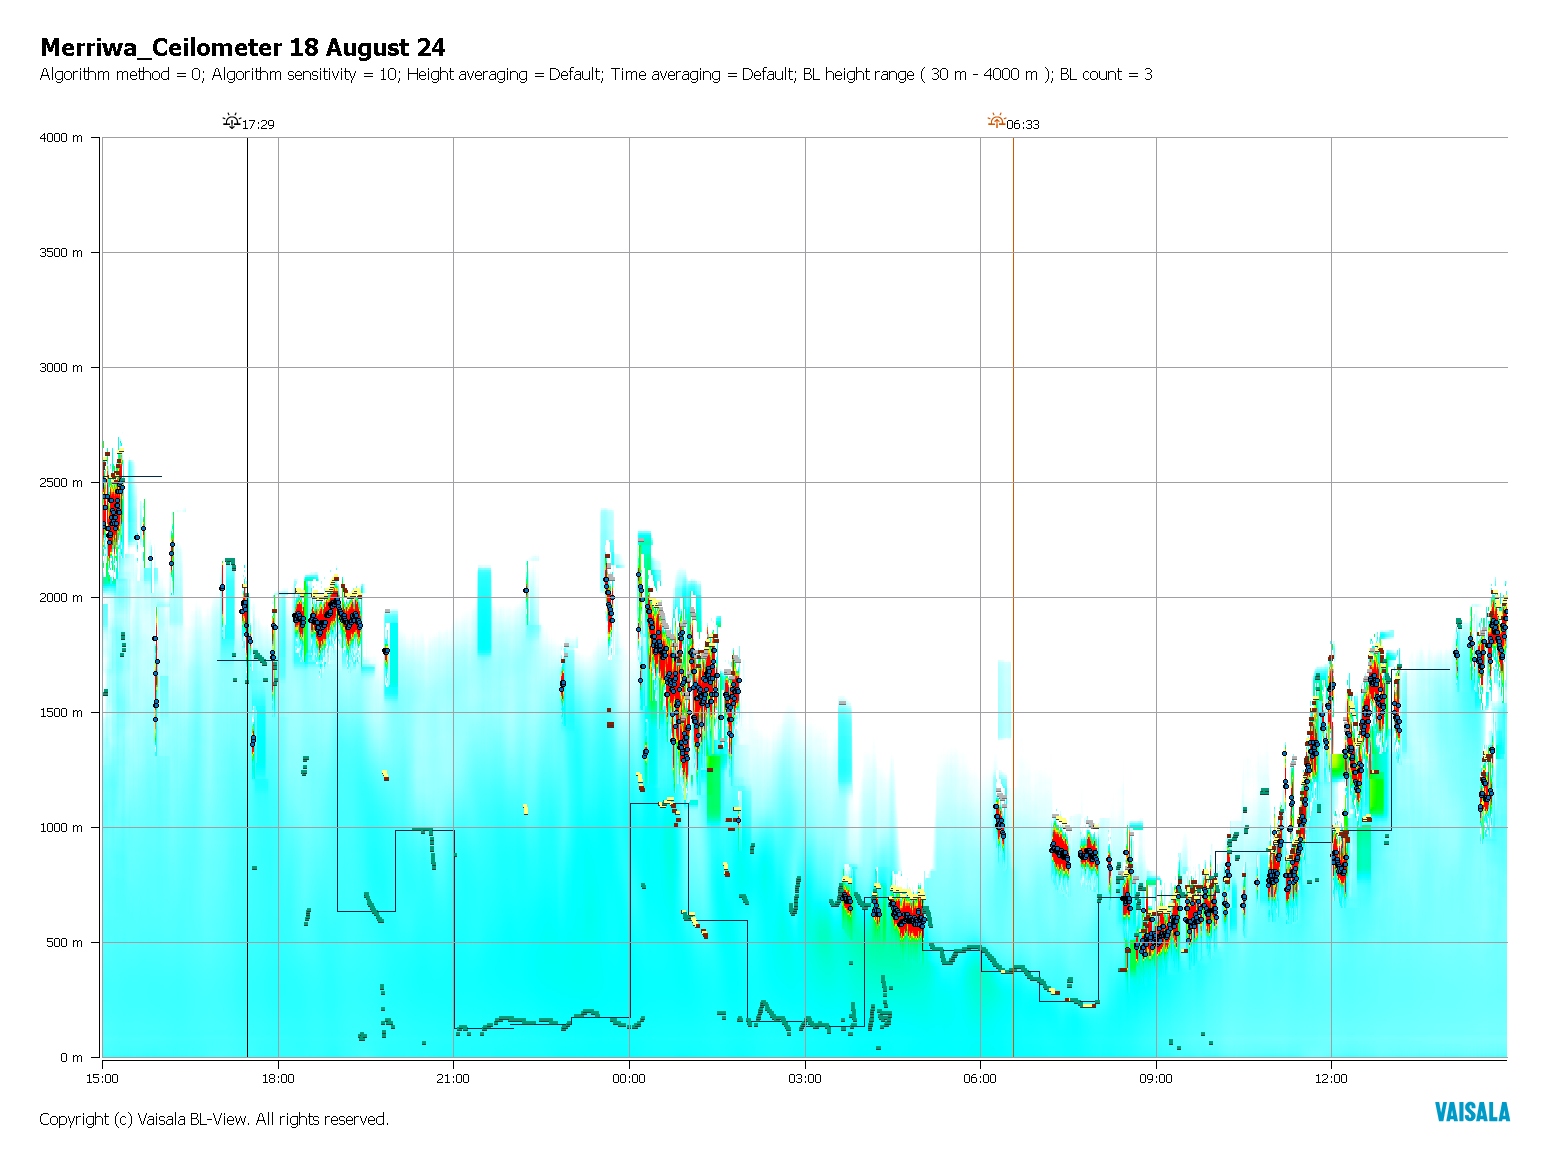 Merriwa_Ceilometer 18 August 24
Algorithm method = 0; Algorithm sensitivity = 10; Height averaging = Default; Time averaging = Default; BL height range ( 30 m - 4000 m ); BL count = 3
17:29
06:33
4000 m
3500 m
3000 m
2500 m
2000 m
1500 m
1000 m
500 m
0 m
15:00
18:00
21:00
00:00
03:00
06:00
09:00
12:00
Copyright (c) Vaisala BL-View. All rights reserved.
VAISALA